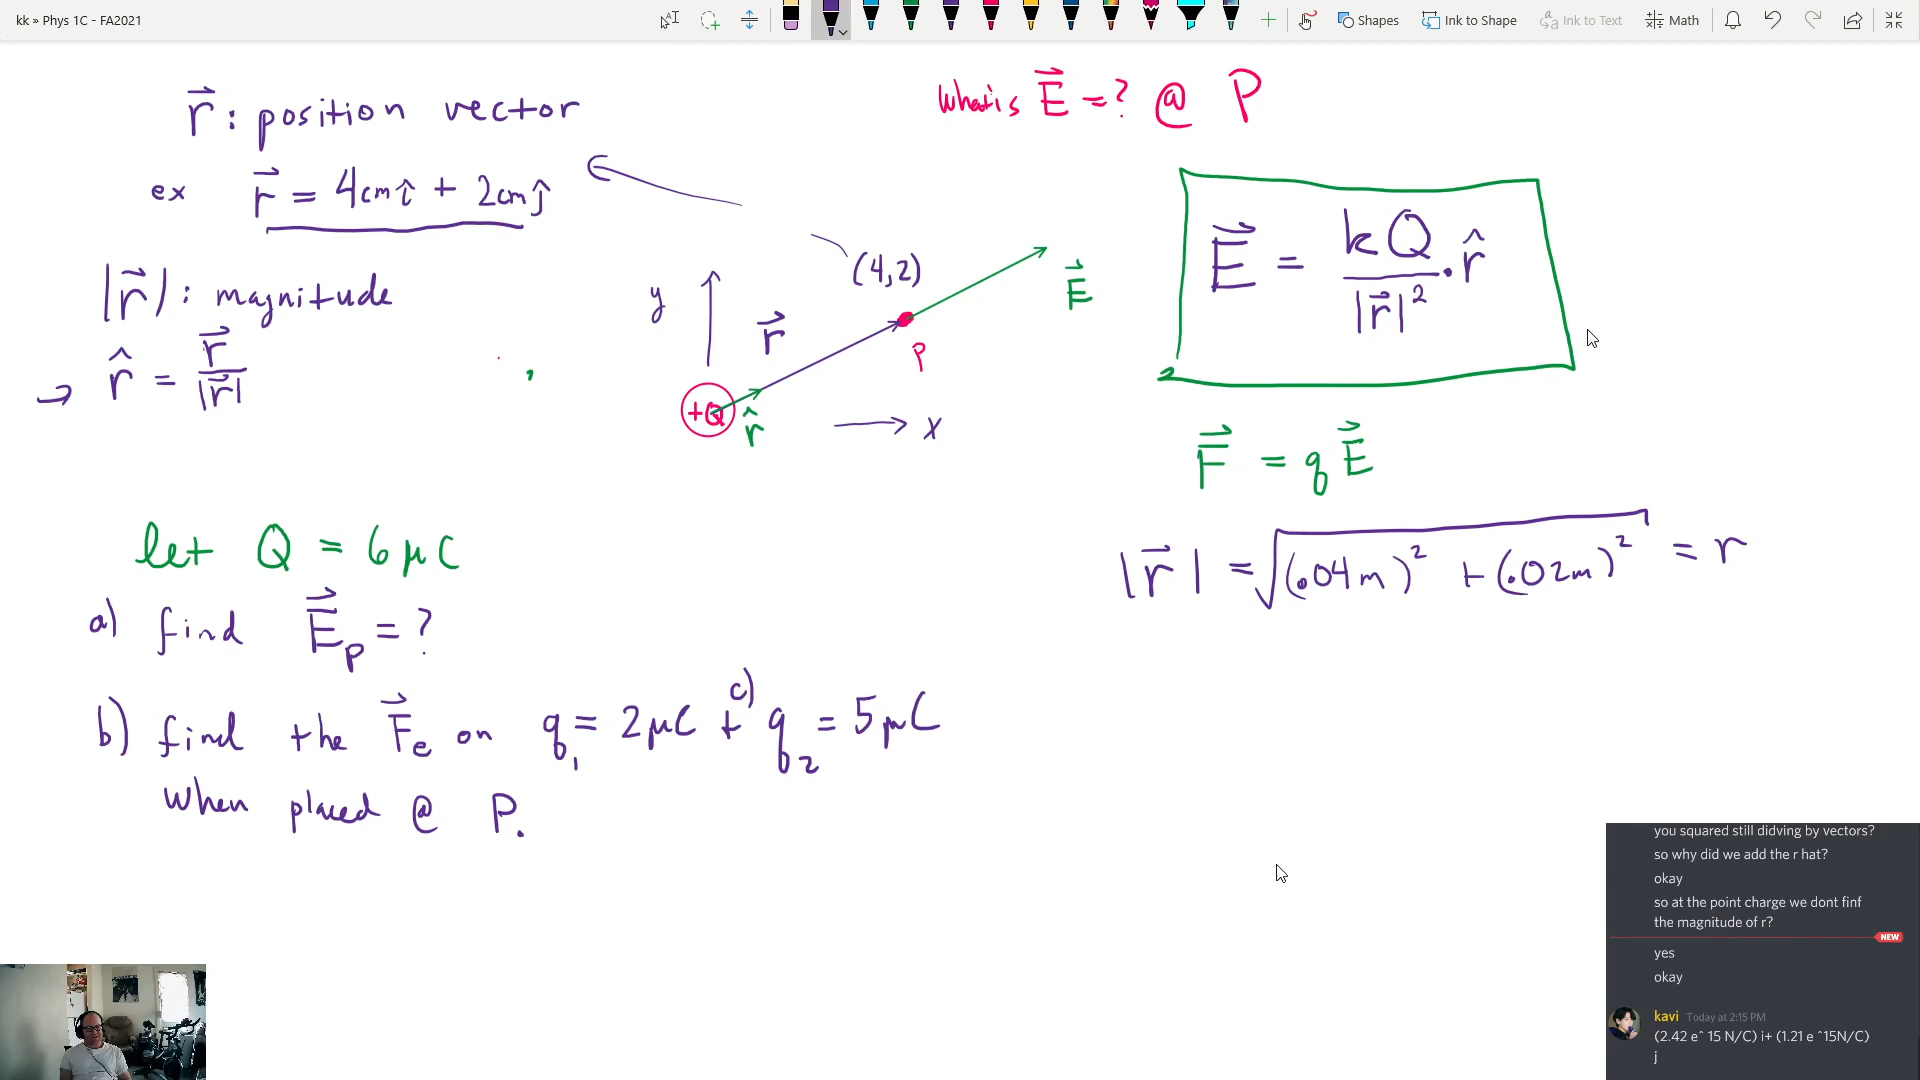 kk » Phys 1C - FA2021
Shapes
Ink to Shape
Ink to Text
Math
r⃗ : position vector
ex r⃗ = 4cm î + 2cm ĵ
|r⃗| : magnitude
→ r̂ = r⃗ / |r⃗|
What is E⃗ = ? @ P
y
r⃗
(4,2)
E⃗
P
+Q
r̂
x
E⃗ = kQ / |r⃗|² · r̂
F⃗ = q E⃗
|r⃗| = √((.04m)² + (.02m)²) = r
let Q = 6 μC
a) find E⃗p = ?
b) find the F⃗e on q₁ = 2μC + c) q₂ = 5μC
when placed @ P.
you squared still didving by vectors?
so why did we add the r hat?
okay
so at the point charge we dont finf
the magnitude of r?
NEW
yes
okay
kavi Today at 2:15 PM
(2.42 e^ 15 N/C) i+ (1.21 e ^15N/C)
j